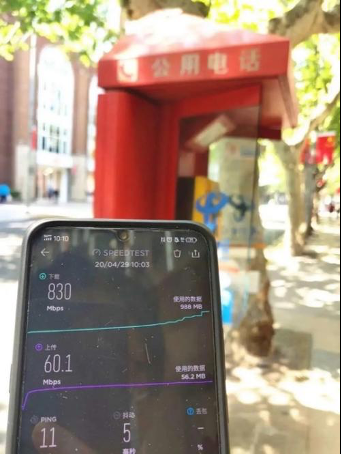 公用电话
10:10
SPEEDTEST
20/04/29 10:03
下载
830
Mbps
使用的数据
988 MB
上传
60.1
Mbps
使用的数据
56.2 MB
PING
11
抖动
5
毫秒
丢包
--
%